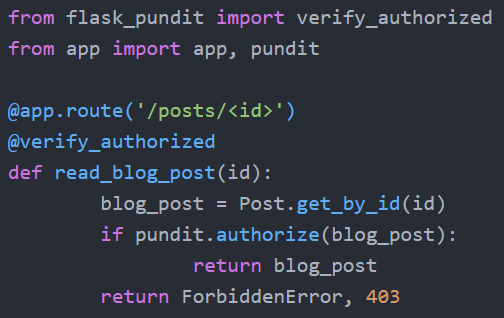 from flask_pundit import verify_authorized
from app import app, pundit

@app.route('/posts/<id>')
@verify_authorized
def read_blog_post(id):
        blog_post = Post.get_by_id(id)
        if pundit.authorize(blog_post):
                return blog_post
        return ForbiddenError, 403